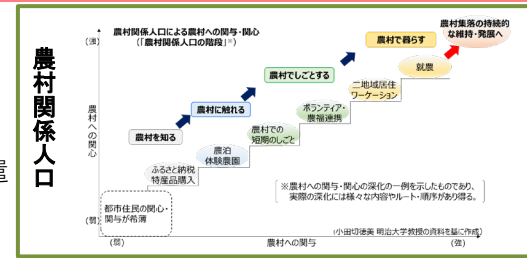 農村関係人口
農村関係人口による農村への関与・関心
(「農村関係人口の階段」※)
(強)
農村への関心
(弱)
農村を知る
農村に触れる
農村でしごとする
農村で暮らす
農村集落の持続的
な維持・発展へ
都市住民の関心・
関与が希薄
ふるさと納税
特産品購入
農泊
体験農園
農村での
短期のしごと
ボランティア・
農福連携
二地域居住
ワーケーション
就農
※農村への関与・関心の深化の一例を示したものであり、
実際の深化には様々な内容やルート・順序があり得る。
(小田切徳美 明治大学教授の資料を基に作成)
(弱)
農村への関与
(強)